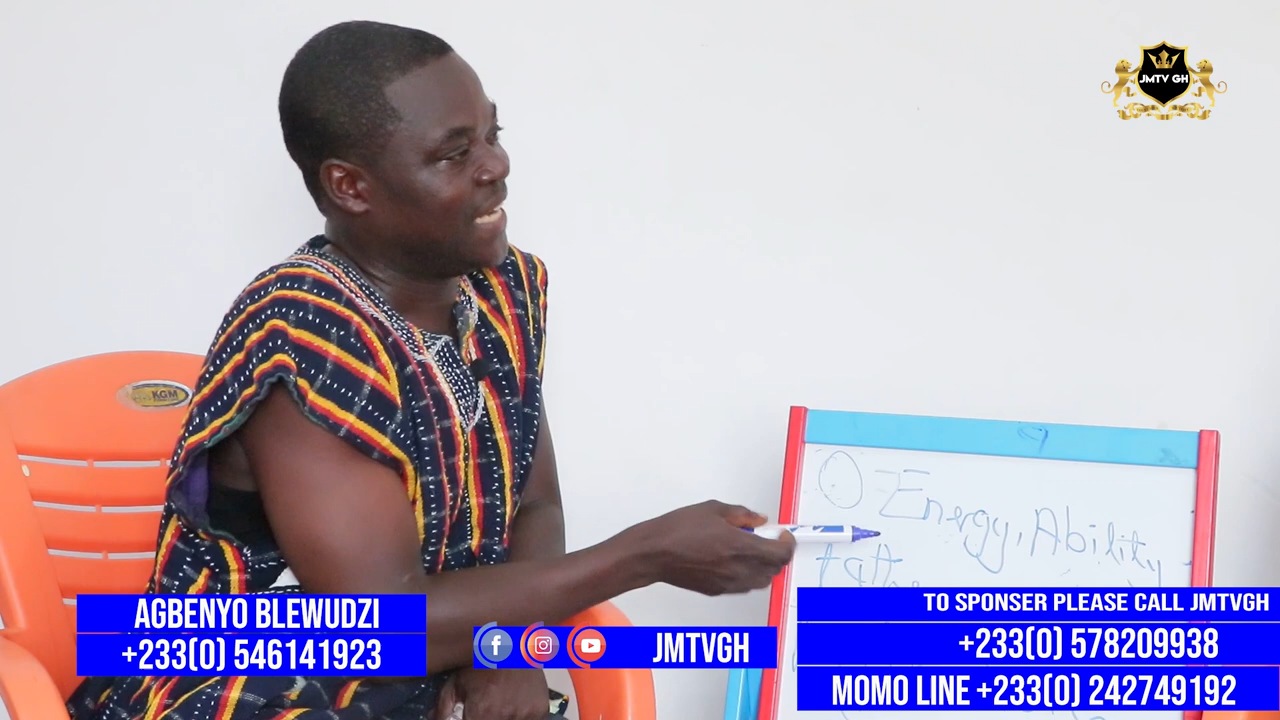 JMTV GH
KGM
9
O = Energy, Ability
AGBENYO BLEWUDZI
+233(0) 546141923
JMTVGH
TO SPONSER PLEASE CALL JMTVGH
+233(0) 578209938
MOMO LINE +233(0) 242749192